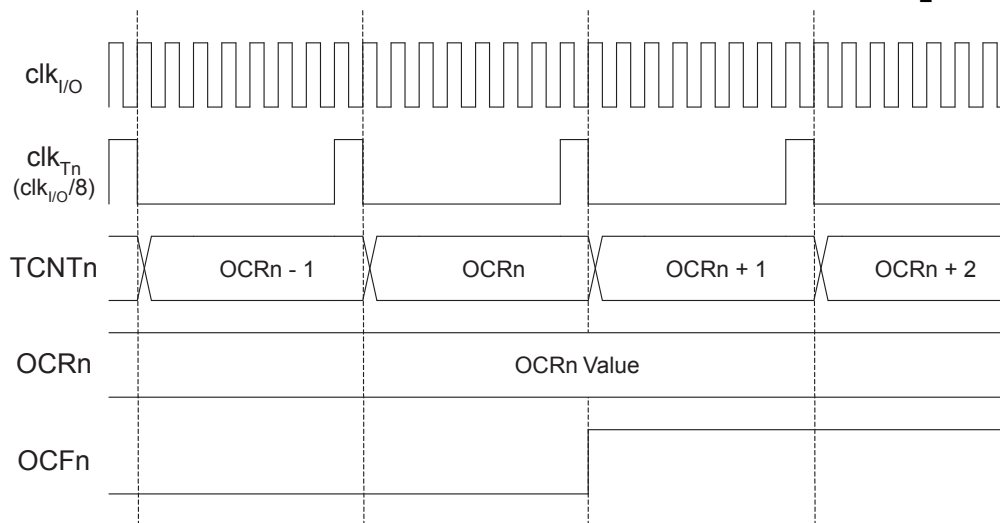 clkI/O
clkTn
(clkI/O/8)
TCNTn OCRn - 1 OCRn OCRn + 1 OCRn + 2
OCRn OCRn Value
OCFn